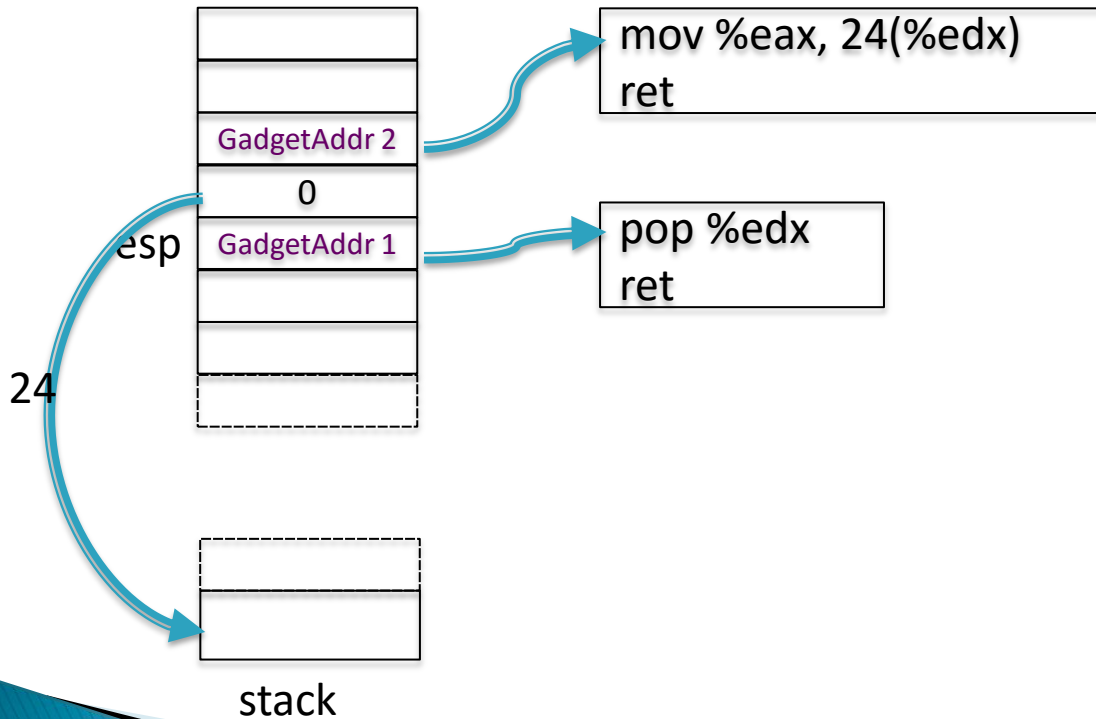 mov %eax, 24(%edx)
ret
GadgetAddr 2
0
esp
GadgetAddr 1
pop %edx
ret
24
stack